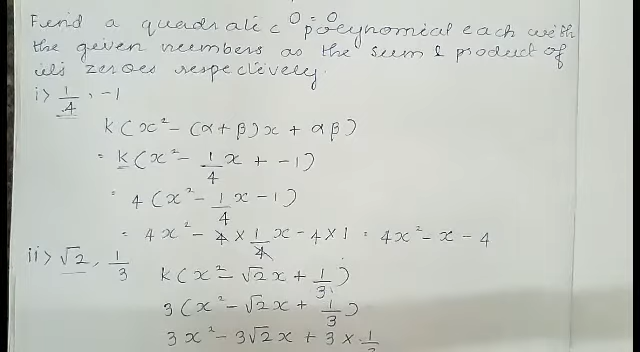 Find a quadratic polynomial each with
the given numbers as the sum & product of
its zeroes respectively.
i> 1/4, -1
k(x² - (α+β)x + αβ)
= k(x² - 1/4 x + -1)
= 4(x² - 1/4 x - 1)
= 4x² - 4 × 1/4 x - 4×1 = 4x² - x - 4
ii> √2, 1/3
k(x² - √2x + 1/3)
3(x² - √2x + 1/3)
3x² - 3√2x + 3 × 1/3